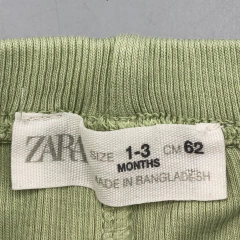 ZARA SIZE 1-3 MONTHS CM 62
MADE IN BANGLADESH